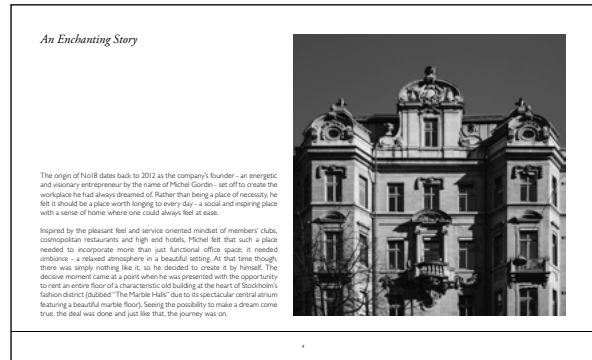 An Enchanting Story
The origin of No18 dates back to 2012 as the company's founder - an energetic
and visionary entrepreneur by the name of Michel Gordin - set off to create the
workplace he had always dreamed of. Rather than being a place of necessity, he
felt it should be a place worth longing to every day - a social and inspiring place
with a sense of home where one could always feel at ease.
Inspired by the pleasant feel and service oriented mindset of members' clubs,
cosmopolitan restaurants and high end hotels, Michel felt that such a place
needed to incorporate more than just functional office space; it needed
ambiance - a relaxed atmosphere in a beautiful setting. At that time though,
there was simply nothing like it, so he decided to create it by himself. The
decisive moment came at a point when he was presented with the opportunity
to rent an entire floor of a characteristic old building at the heart of Stockholm's
fashion district (dubbed "The Marble Halls" due to its spectacular central atrium
featuring a beautiful marble floor). Seeing the possibility to make a dream come
true, the deal was done and just like that, the journey was on.